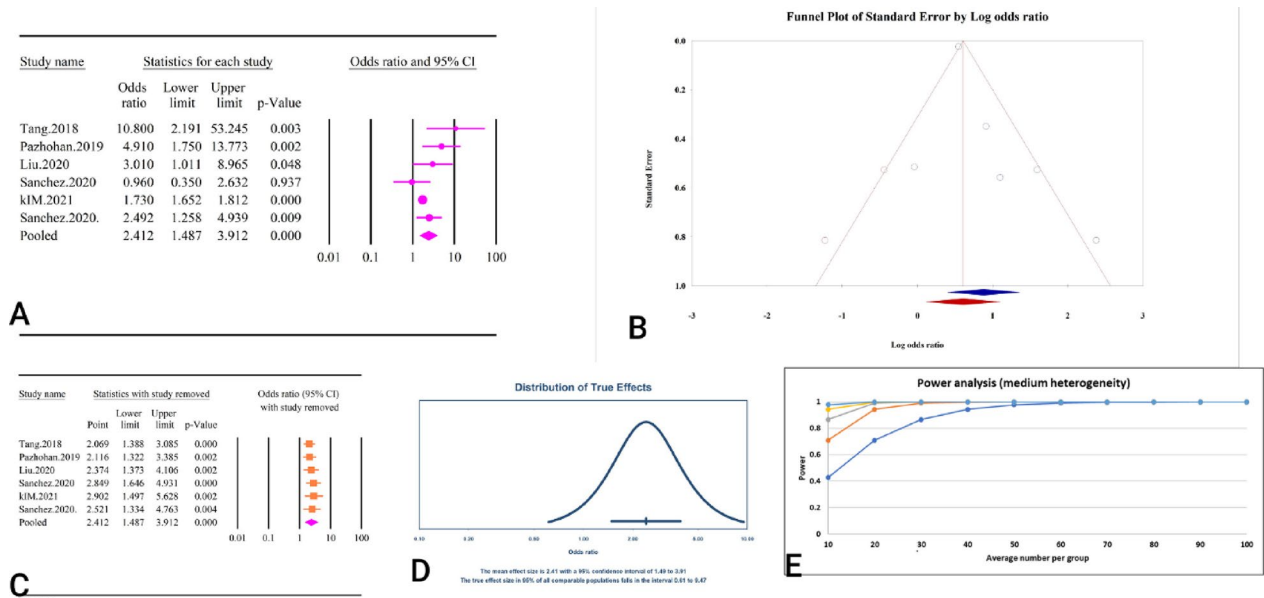 Study name Statistics for each study Odds ratio and 95% CI
Odds Lower Upper
ratio limit limit p-Value
Tang.2018 10.800 2.191 53.245 0.003
Pazhohan.2019 4.910 1.750 13.773 0.002
Liu.2020 3.010 1.011 8.965 0.048
Sanchez.2020 0.960 0.350 2.632 0.937
kIM.2021 1.730 1.652 1.812 0.000
Sanchez.2020. 2.492 1.258 4.939 0.009
Pooled 2.412 1.487 3.912 0.000
0.01 0.1 1 10 100
A
Funnel Plot of Standard Error by Log odds ratio
0.0
0.2
0.4
0.6
0.8
1.0
Standard Error
-3 -2 -1 0 1 2 3
Log odds ratio
B
Study name Statistics with study removed Odds ratio (95% CI)
with study removed
Lower Upper
Point limit limit p-Value
Tang.2018 2.069 1.388 3.085 0.000
Pazhohan.2019 2.116 1.322 3.385 0.002
Liu.2020 2.374 1.373 4.106 0.002
Sanchez.2020 2.849 1.646 4.931 0.000
kIM.2021 2.902 1.497 5.628 0.002
Sanchez.2020. 2.521 1.334 4.763 0.004
Pooled 2.412 1.487 3.912 0.000
0.01 0.1 1 10 100
C
Distribution of True Effects
0.10 1.00 10.00
Odds ratio
The mean effect size is 2.41 with a 95% confidence interval of 1.49 to 3.91
The true effect size in 95% of all comparable populations falls in the interval 0.61 to 9.47
D
Power analysis (medium heterogeneity)
1
0.8
0.6
0.4
0.2
0
Power
10 20 30 40 50 60 70 80 90 100
Average number per group
E